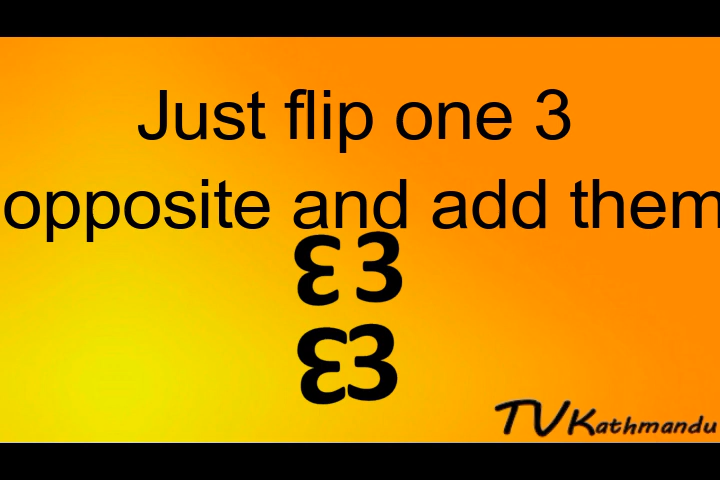 Just flip one 3
opposite and add them
Ɛ 3
Ɛ3
TVKathmandu